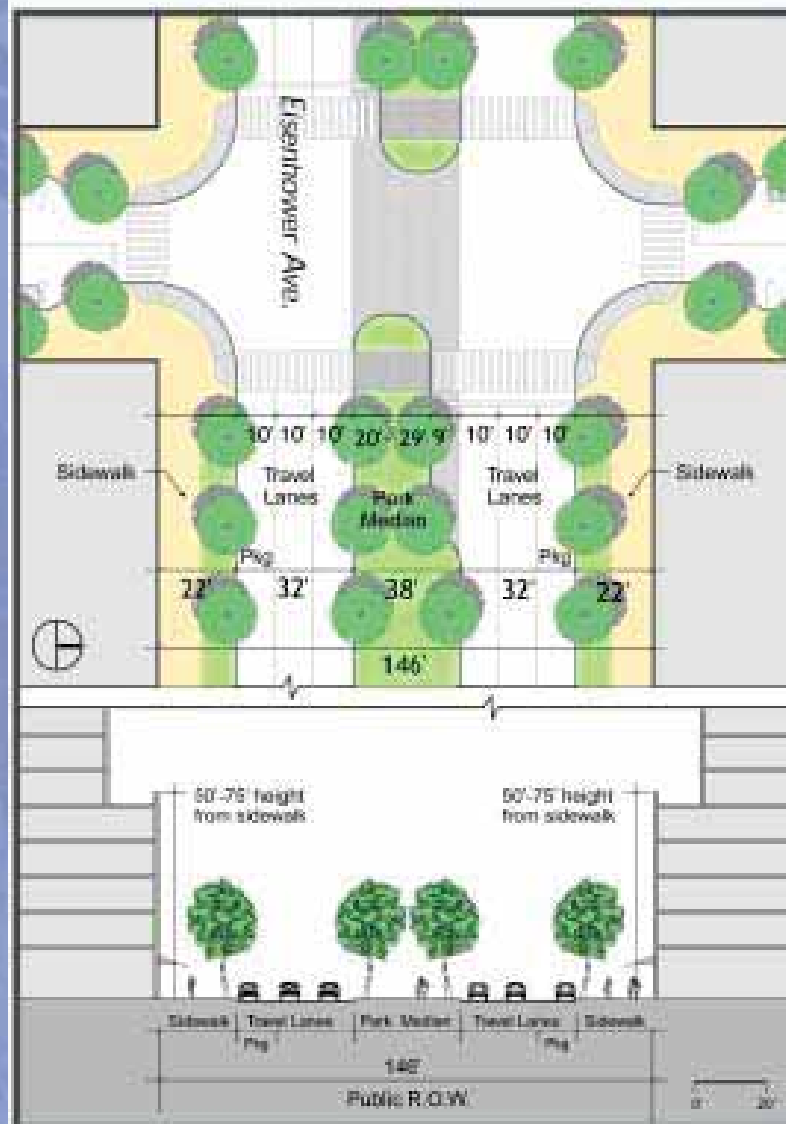 Eisenhower Ave.
10' 10' 10' 20'- 29' 9' 10' 10' 10'
Sidewalk
Travel
Lanes
Park
Median
Travel
Lanes
Sidewalk
Pkg
Pkg
22' 32' 38' 32' 22'
146'
50'-75' height
from sidewalk
50'-75' height
from sidewalk
Sidewalk Travel Lanes Park Median Travel Lanes Sidewalk
Pkg Pkg
146'
Public R.O.W.
0' 20'